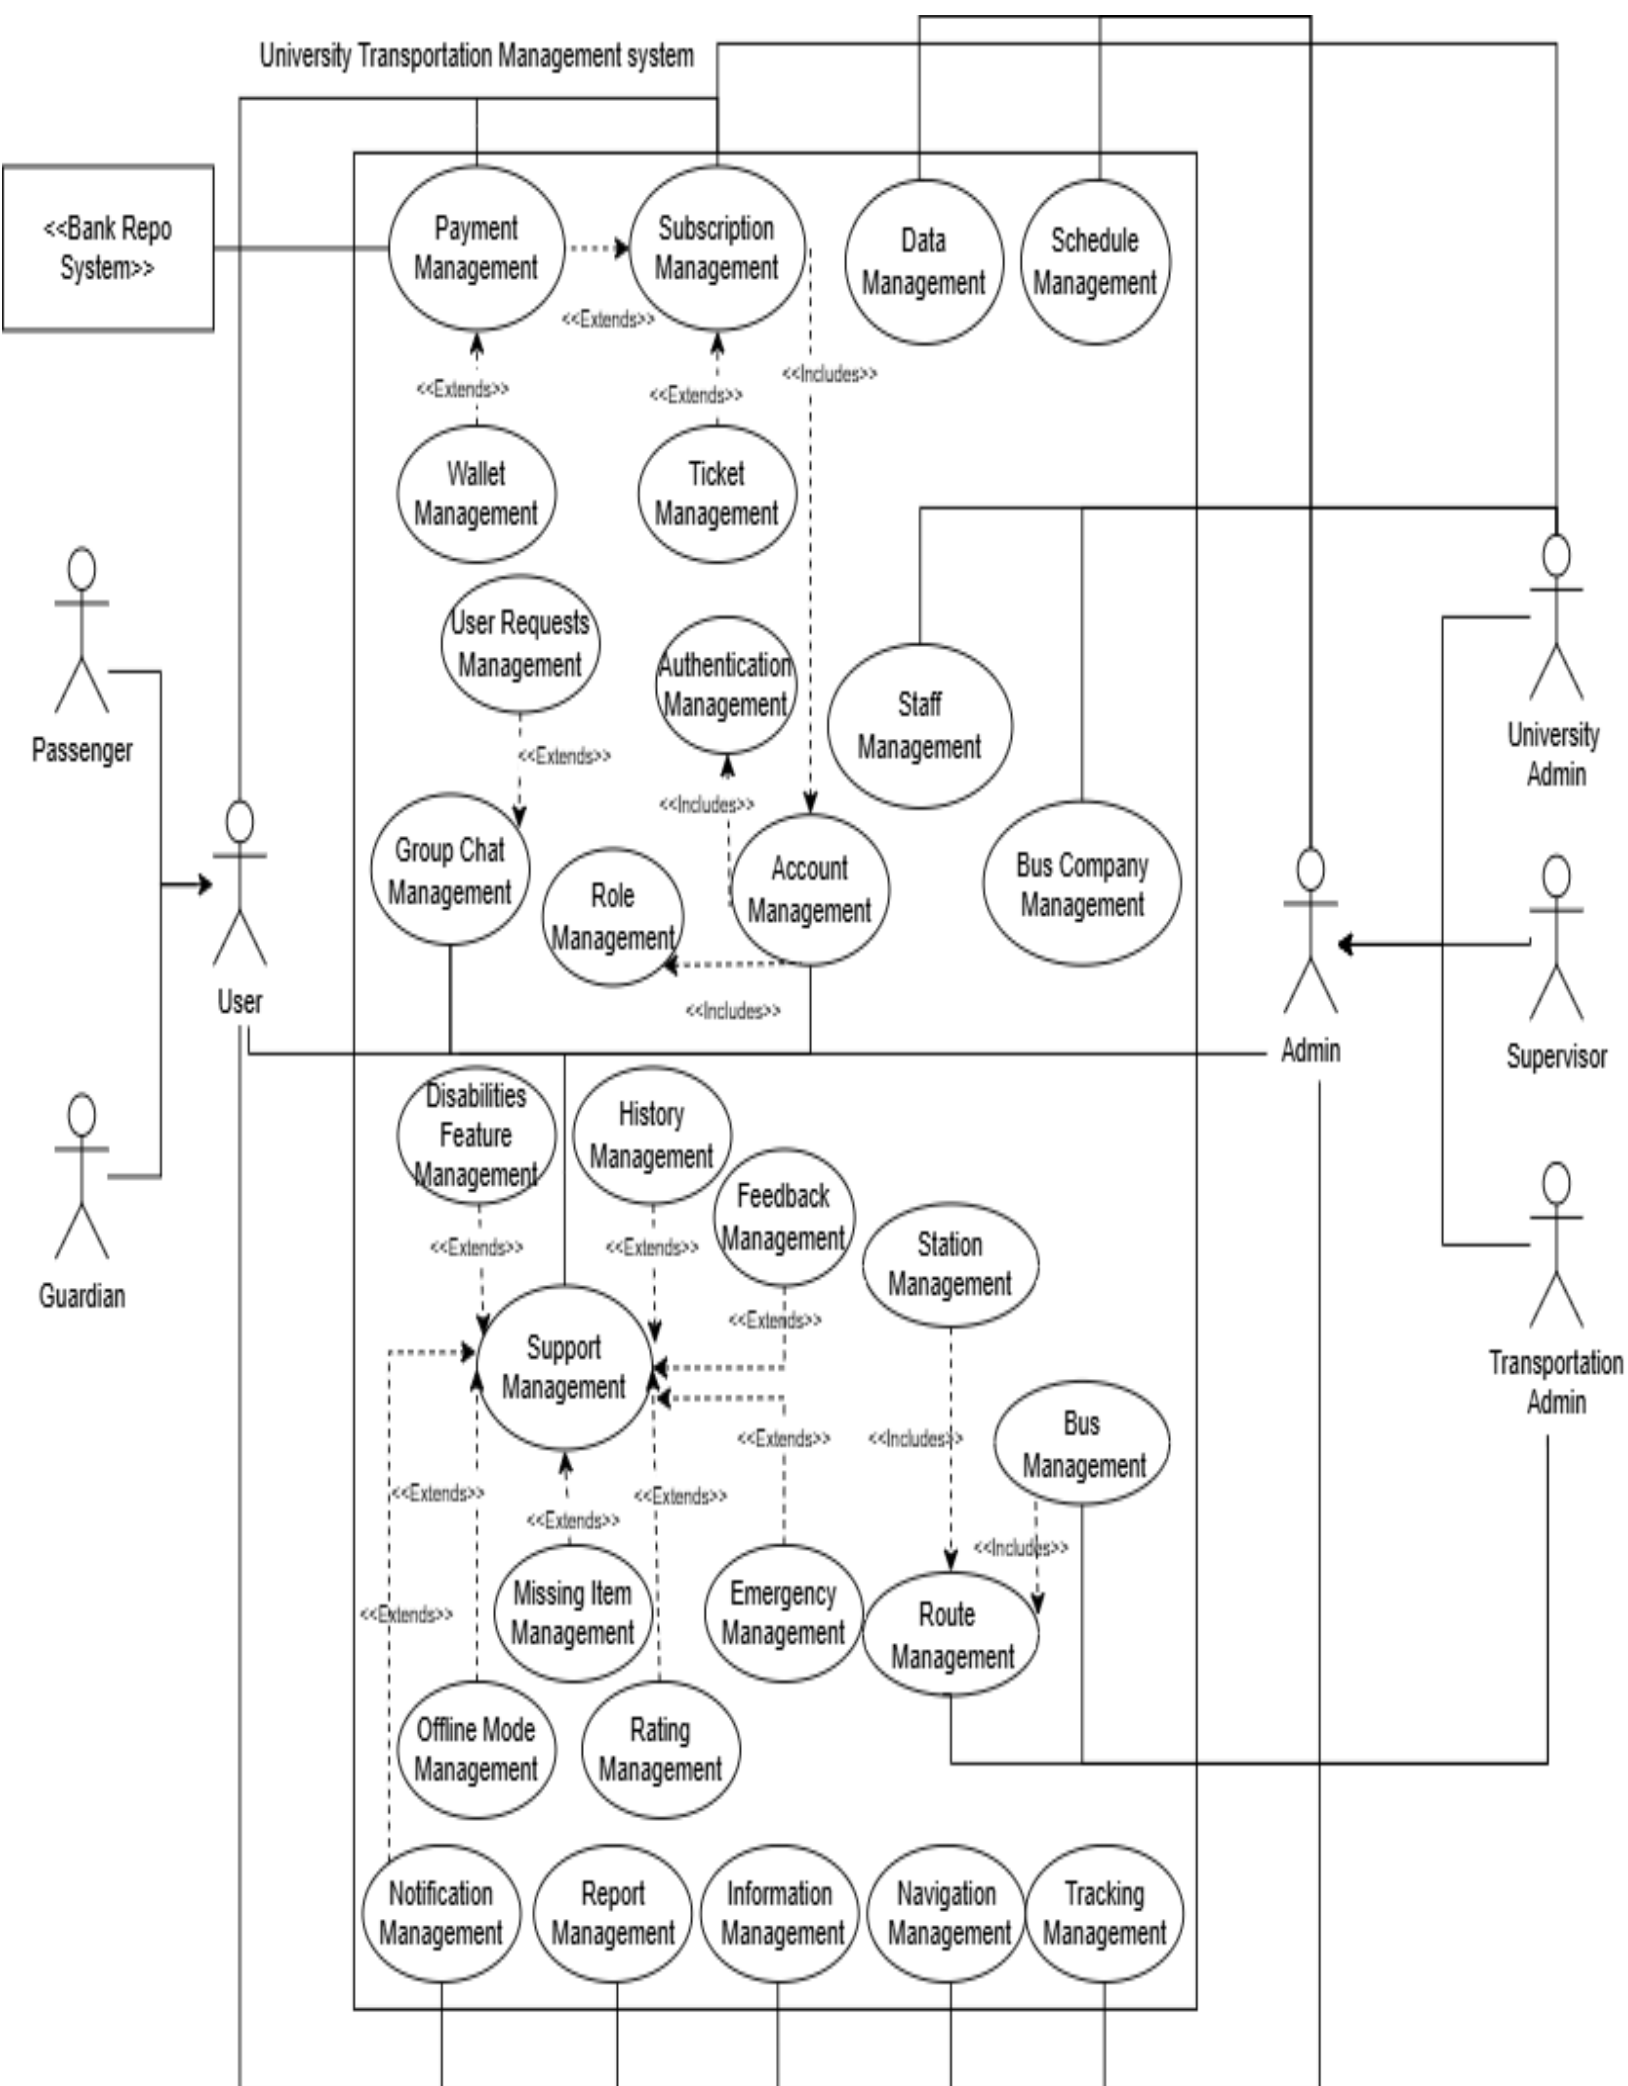 University Transportation Management system
<<Bank Repo
System>>
Payment
Management
Subscription
Management
Data
Management
Schedule
Management
<<Extends>>
<<Extends>>
<<Extends>>
<<Includes>>
Wallet
Management
Ticket
Management
User Requests
Management
Authentication
Management
Staff
Management
<<Extends>>
<<Includes>>
Passenger
University
Admin
Group Chat
Management
Role
Management
Account
Management
Bus Company
Management
<<Includes>>
User
Admin
Supervisor
Disabilities
Feature
Management
History
Management
Feedback
Management
Station
Management
<<Extends>>
<<Extends>>
<<Extends>>
Guardian
Support
Management
Transportation
Admin
Bus
Management
<<Extends>>
<<Includes>>
<<Extends>>
<<Extends>>
<<Extends>>
<<Includes>>
<<Extends>>
Missing Item
Management
Emergency
Management
Route
Management
Offline Mode
Management
Rating
Management
Notification
Management
Report
Management
Information
Management
Navigation
Management
Tracking
Management